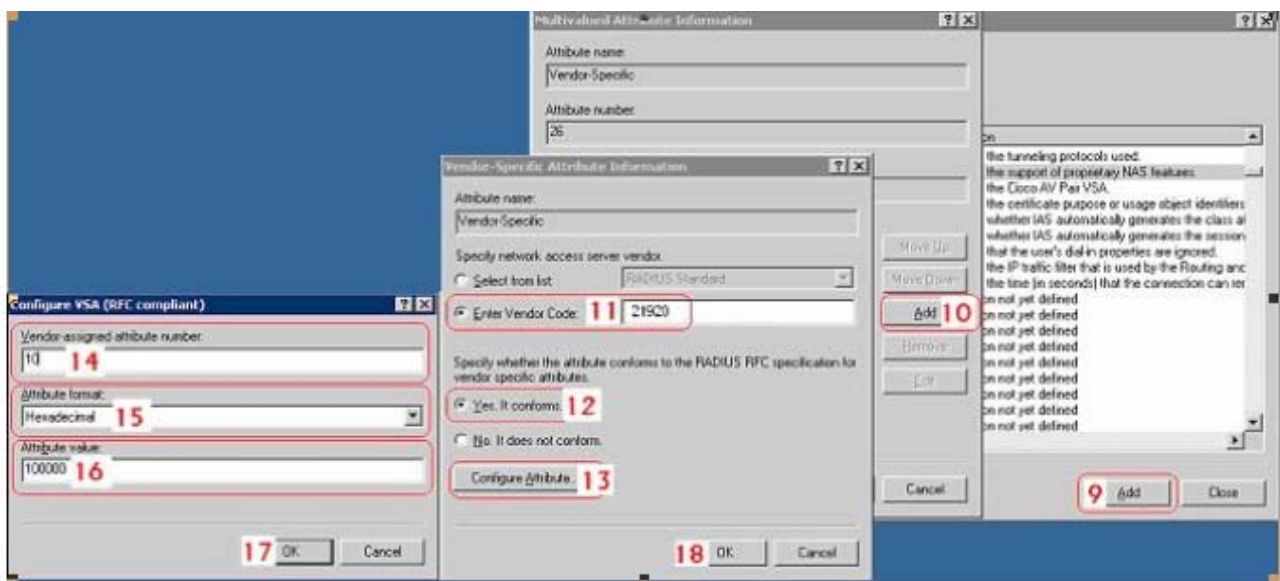 Multivalued Attribute Information
Attribute name:
Vendor-Specific
Attribute number:
26
on
the tunneling protocols used.
the support of proprietary NAS features.
the Cisco AV Pair VSA.
the certificate purpose or usage object identifiers
whether IAS automatically generates the class at
whether IAS automatically generates the session
that the user's dial-in properties are ignored.
the IP traffic filter that is used by the Routing and
the time (in seconds) that the connection can rer
on not yet defined
on not yet defined
on not yet defined
on not yet defined
on not yet defined
on not yet defined
on not yet defined
on not yet defined
on not yet defined
Move Up
Move Down
Add 10
Remove
Edit
Cancel
9 Add
Close
Vendor-Specific Attribute Information
Attribute name:
Vendor-Specific
Specify network access server vendor.
Select from list:
RADIUS Standard
Enter Vendor Code: 11 21920
Specify whether the attribute conforms to the RADIUS RFC specification for
vendor specific attributes.
Yes. It conforms. 12
No. It does not conform.
Configure Attribute... 13
18 OK
Cancel
Configure VSA (RFC compliant)
Vendor-assigned attribute number:
10 14
Attribute format:
Hexadecimal 15
Attribute value:
100000 16
17 OK
Cancel